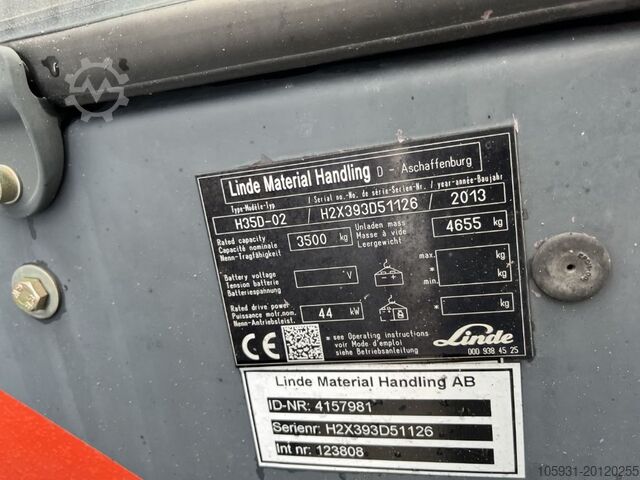 Linde Material Handling D - Aschaffenburg
Type-Modèle-Typ / Serial no.-No. de série-Serien-Nr. / year-année-Baujahr
H35D-02 / H2X393D51126 / 2013
Rated capacity
Capacité nominale
Nenn-Tragfähigkeit
3500 kg
Unladen mass
Masse à vide
Leergewicht
4655 kg
Battery voltage
Tension batterie
Batteriespannung
V
max. kg
* *
min. kg
Rated drive power
Puissance motr.nom.
Nenn-Antriebsleist.
44 kW
* kg
CE
* see Operating instructions
voir Mode d'emploi
siehe Betriebsanleitung
Linde
000 938 45 25
Linde Material Handling AB
ID-NR: 4157981
Serienr: H2X393D51126
Int nr: 123808
105931-20120255